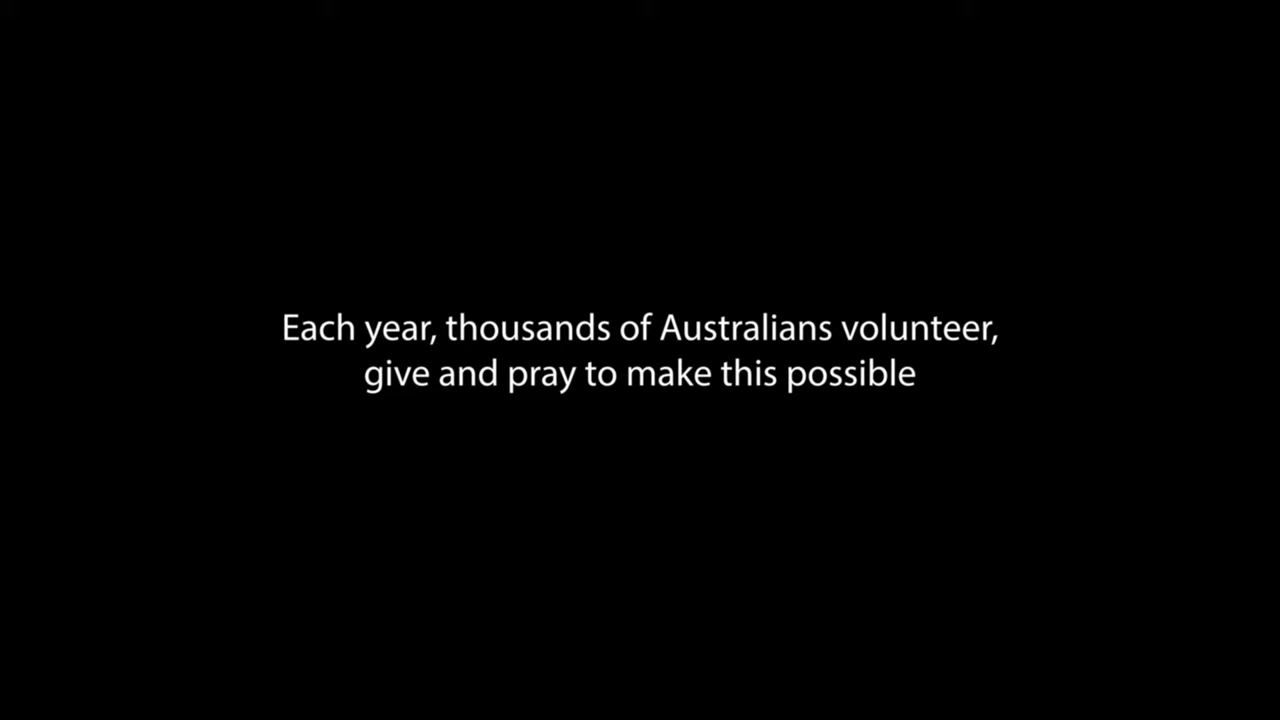 Each year, thousands of Australians volunteer,
give and pray to make this possible